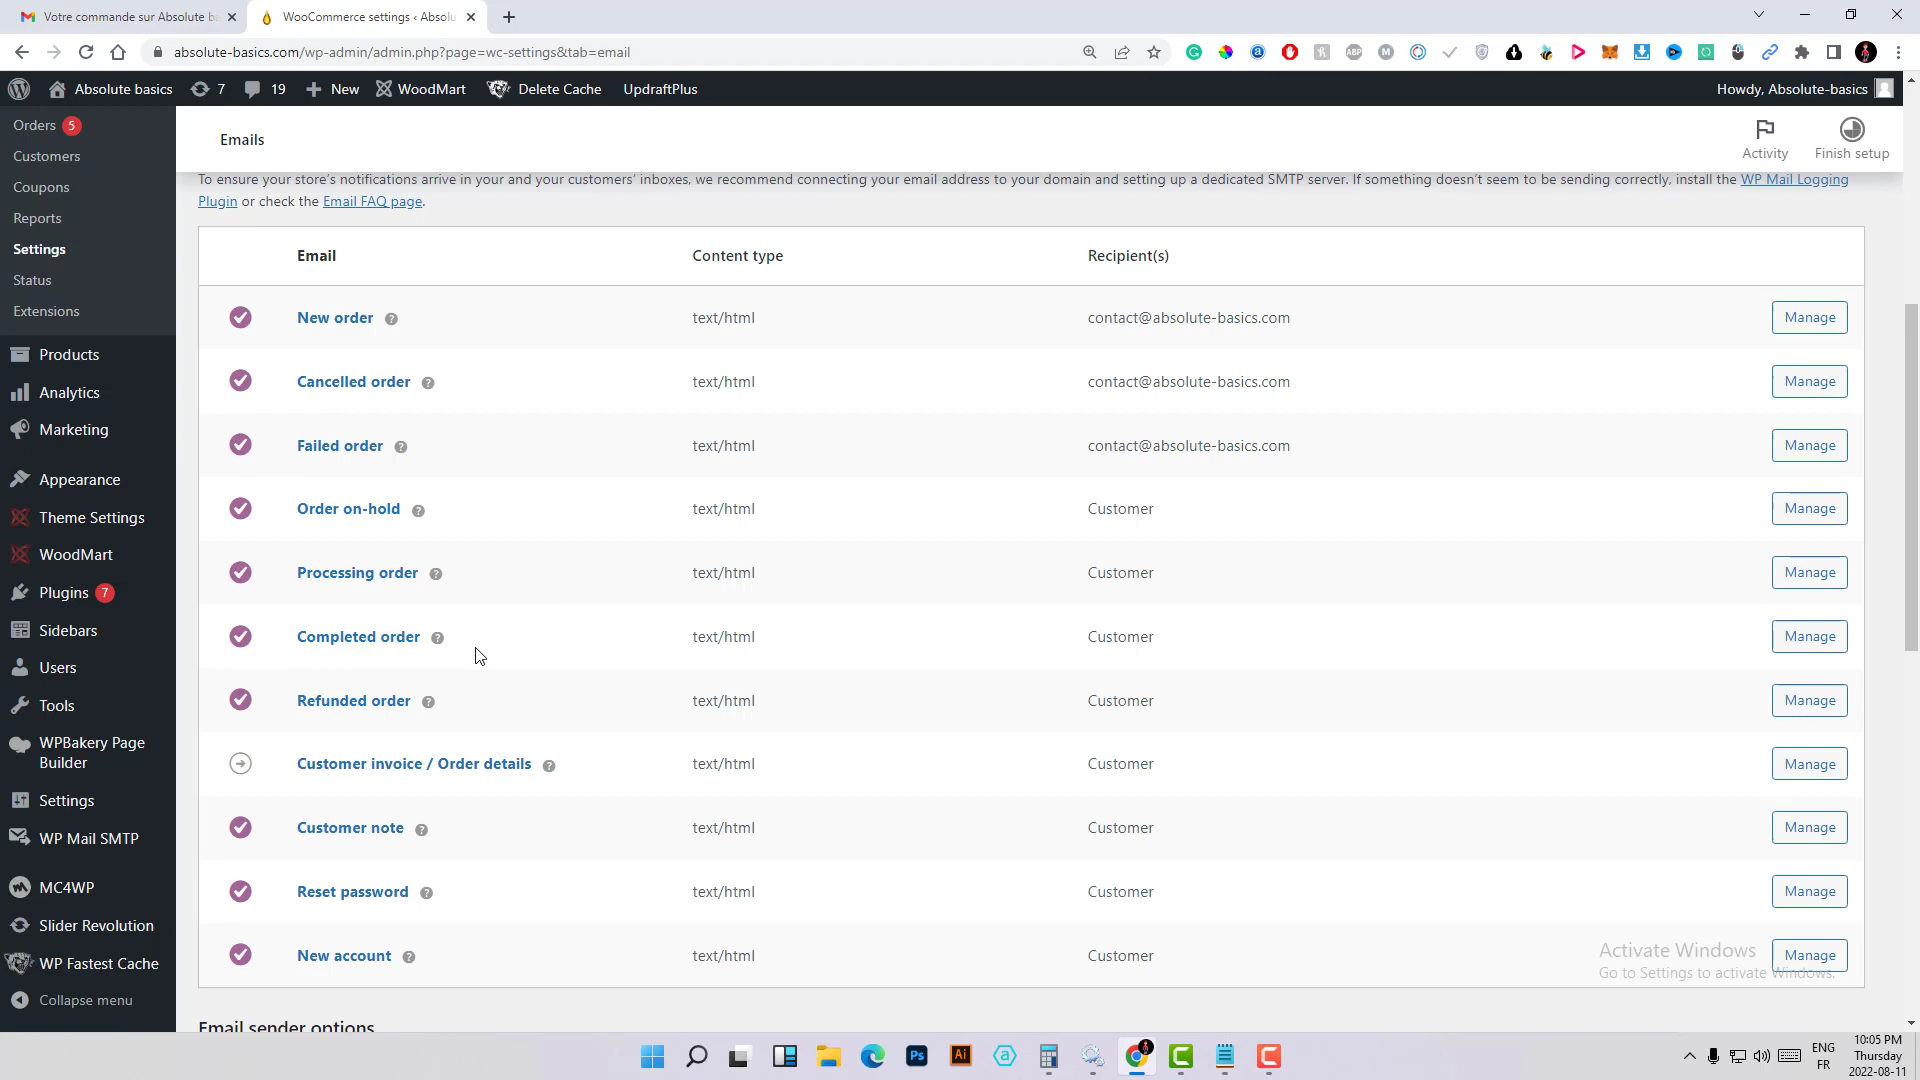 Votre commande sur Absolute ba
WooCommerce settings ‹ Absolu
absolute-basics.com/wp-admin/admin.php?page=wc-settings&tab=email
Absolute basics
7
19
New
WoodMart
Delete Cache
UpdraftPlus
Howdy, Absolute-basics
Orders 5
Customers
Coupons
Reports
Settings
Status
Extensions
Products
Analytics
Marketing
Appearance
Theme Settings
WoodMart
Plugins 7
Sidebars
Users
Tools
WPBakery Page
Builder
Settings
WP Mail SMTP
MC4WP
Slider Revolution
WP Fastest Cache
Collapse menu
Emails
Activity
Finish setup
To ensure your store's notifications arrive in your and your customers' inboxes, we recommend connecting your email address to your domain and setting up a dedicated SMTP server. If something doesn't seem to be sending correctly, install the WP Mail Logging
Plugin or check the Email FAQ page.
Email Content type Recipient(s)
New order text/html contact@absolute-basics.com Manage
Cancelled order text/html contact@absolute-basics.com Manage
Failed order text/html contact@absolute-basics.com Manage
Order on-hold text/html Customer Manage
Processing order text/html Customer Manage
Completed order text/html Customer Manage
Refunded order text/html Customer Manage
Customer invoice / Order details text/html Customer Manage
Customer note text/html Customer Manage
Reset password text/html Customer Manage
New account text/html Customer Manage
Activate Windows
Go to Settings to activate Windows.
Email sender options
Ps
Ai
ENG
FR
10:05 PM
Thursday
2022-08-11